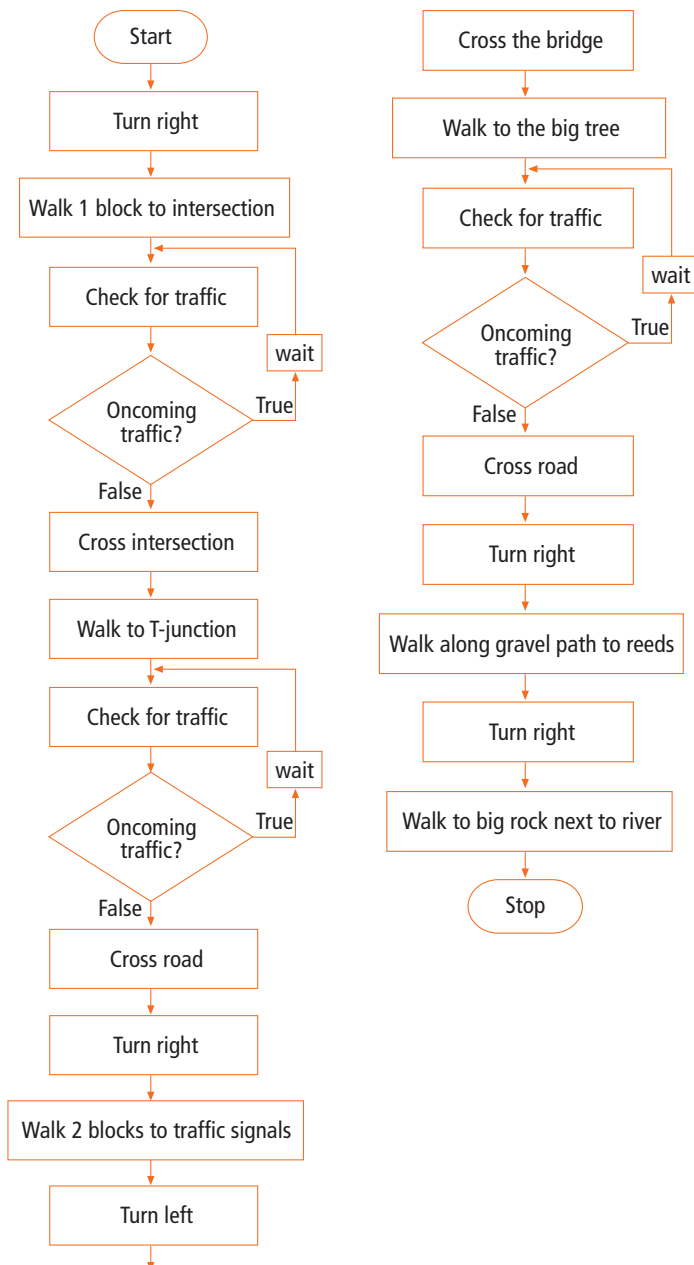 Start
Turn right
Walk 1 block to intersection
Check for traffic
wait
Oncoming
traffic?
True
False
Cross intersection
Walk to T-junction
Check for traffic
wait
Oncoming
traffic?
True
False
Cross road
Turn right
Walk 2 blocks to traffic signals
Turn left
Cross the bridge
Walk to the big tree
Check for traffic
wait
Oncoming
traffic?
True
False
Cross road
Turn right
Walk along gravel path to reeds
Turn right
Walk to big rock next to river
Stop